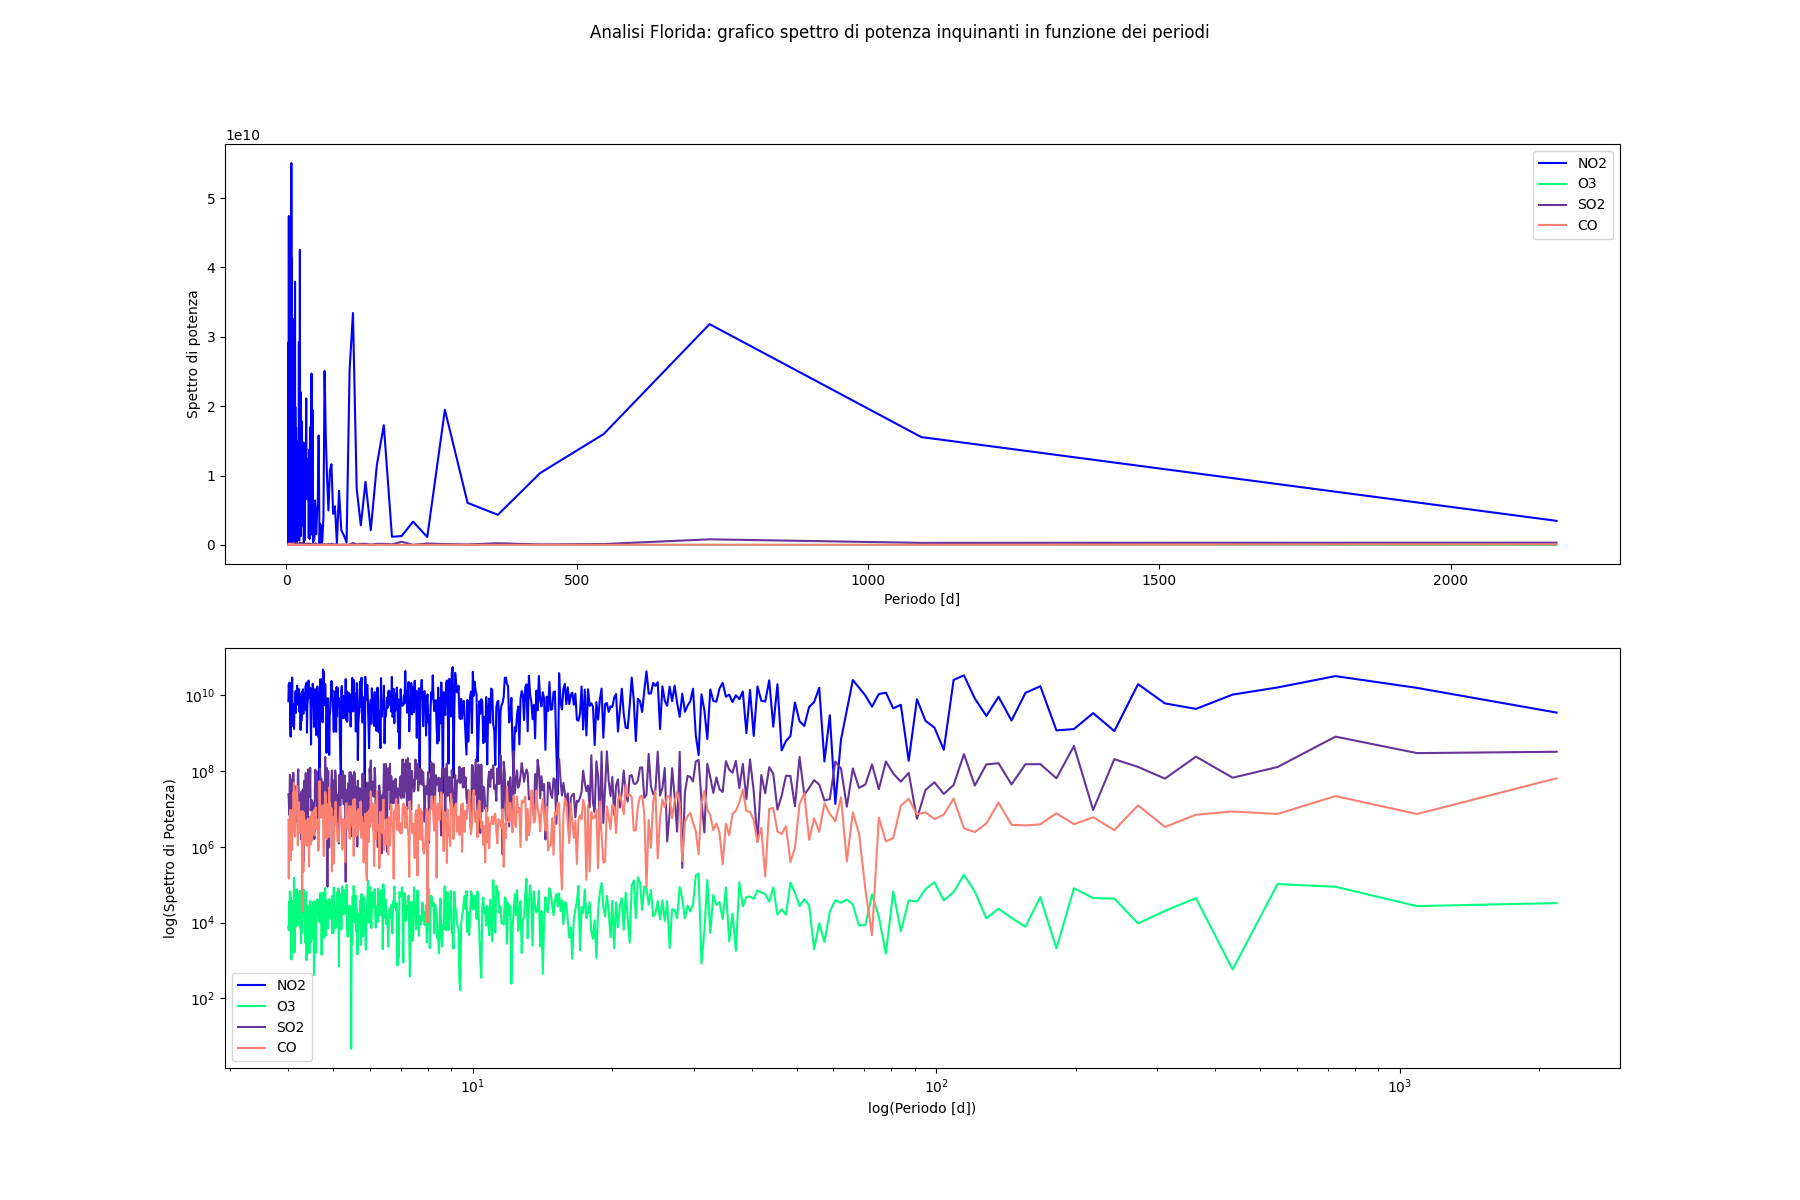 Analisi Florida: grafico spettro di potenza inquinanti in funzione dei periodi
1e10
5
4
3
2
1
0
Spettro di potenza
0 500 1000 1500 2000
Periodo [d]
NO2
O3
SO2
CO
10^10
10^8
10^6
10^4
10^2
log(Spettro di Potenza)
NO2
O3
SO2
CO
10^1 10^2 10^3
log(Periodo [d])